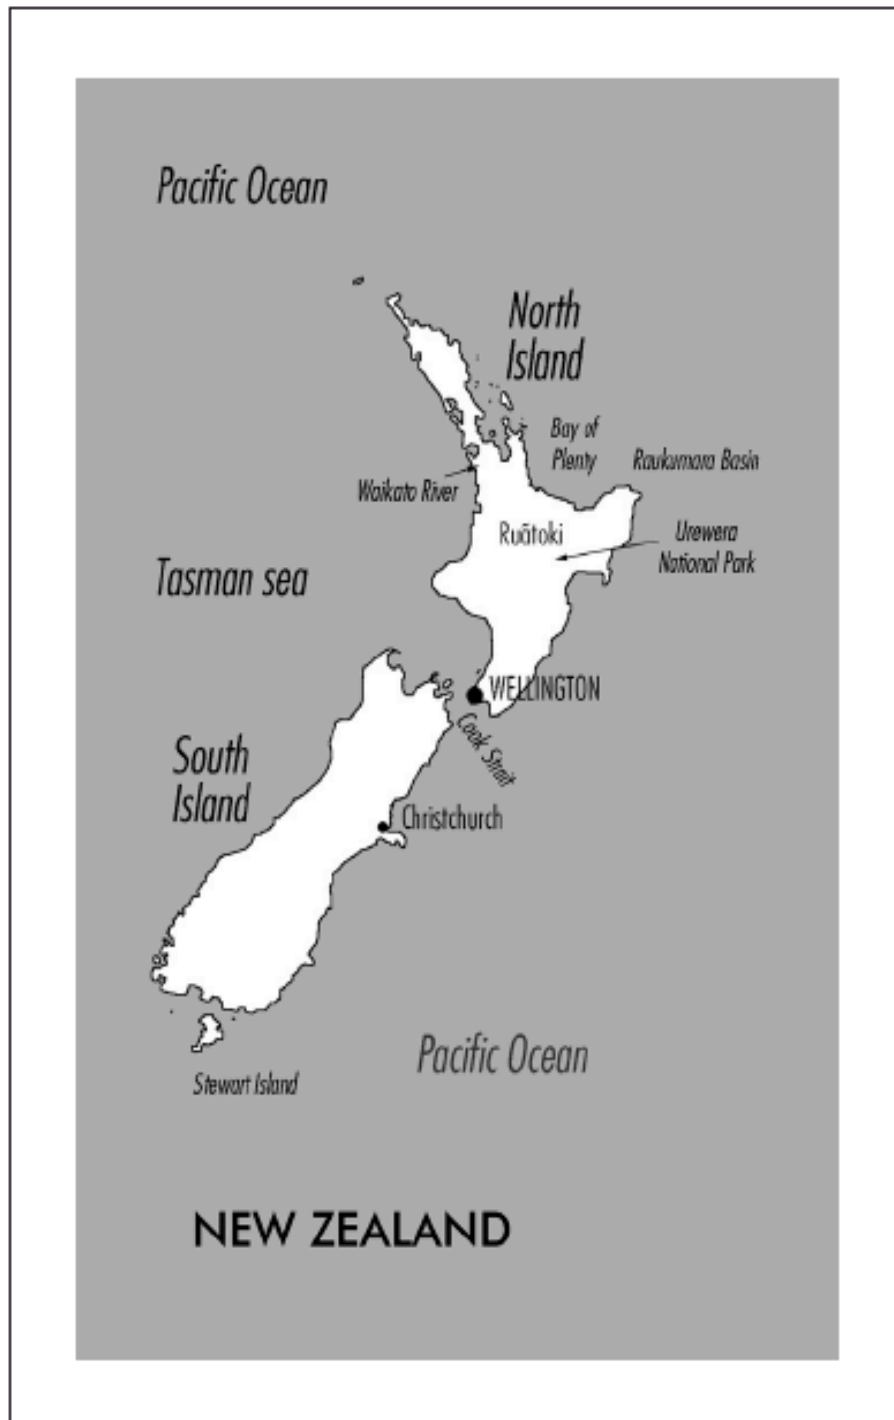 Pacific Ocean
North
Island
Bay of
Plenty
Raukumara Basin
Waikato River
Ruātoki
Urewera
National Park
Tasman sea
WELLINGTON
Cook Strait
South
Island
Christchurch
Pacific Ocean
Stewart Island
NEW ZEALAND